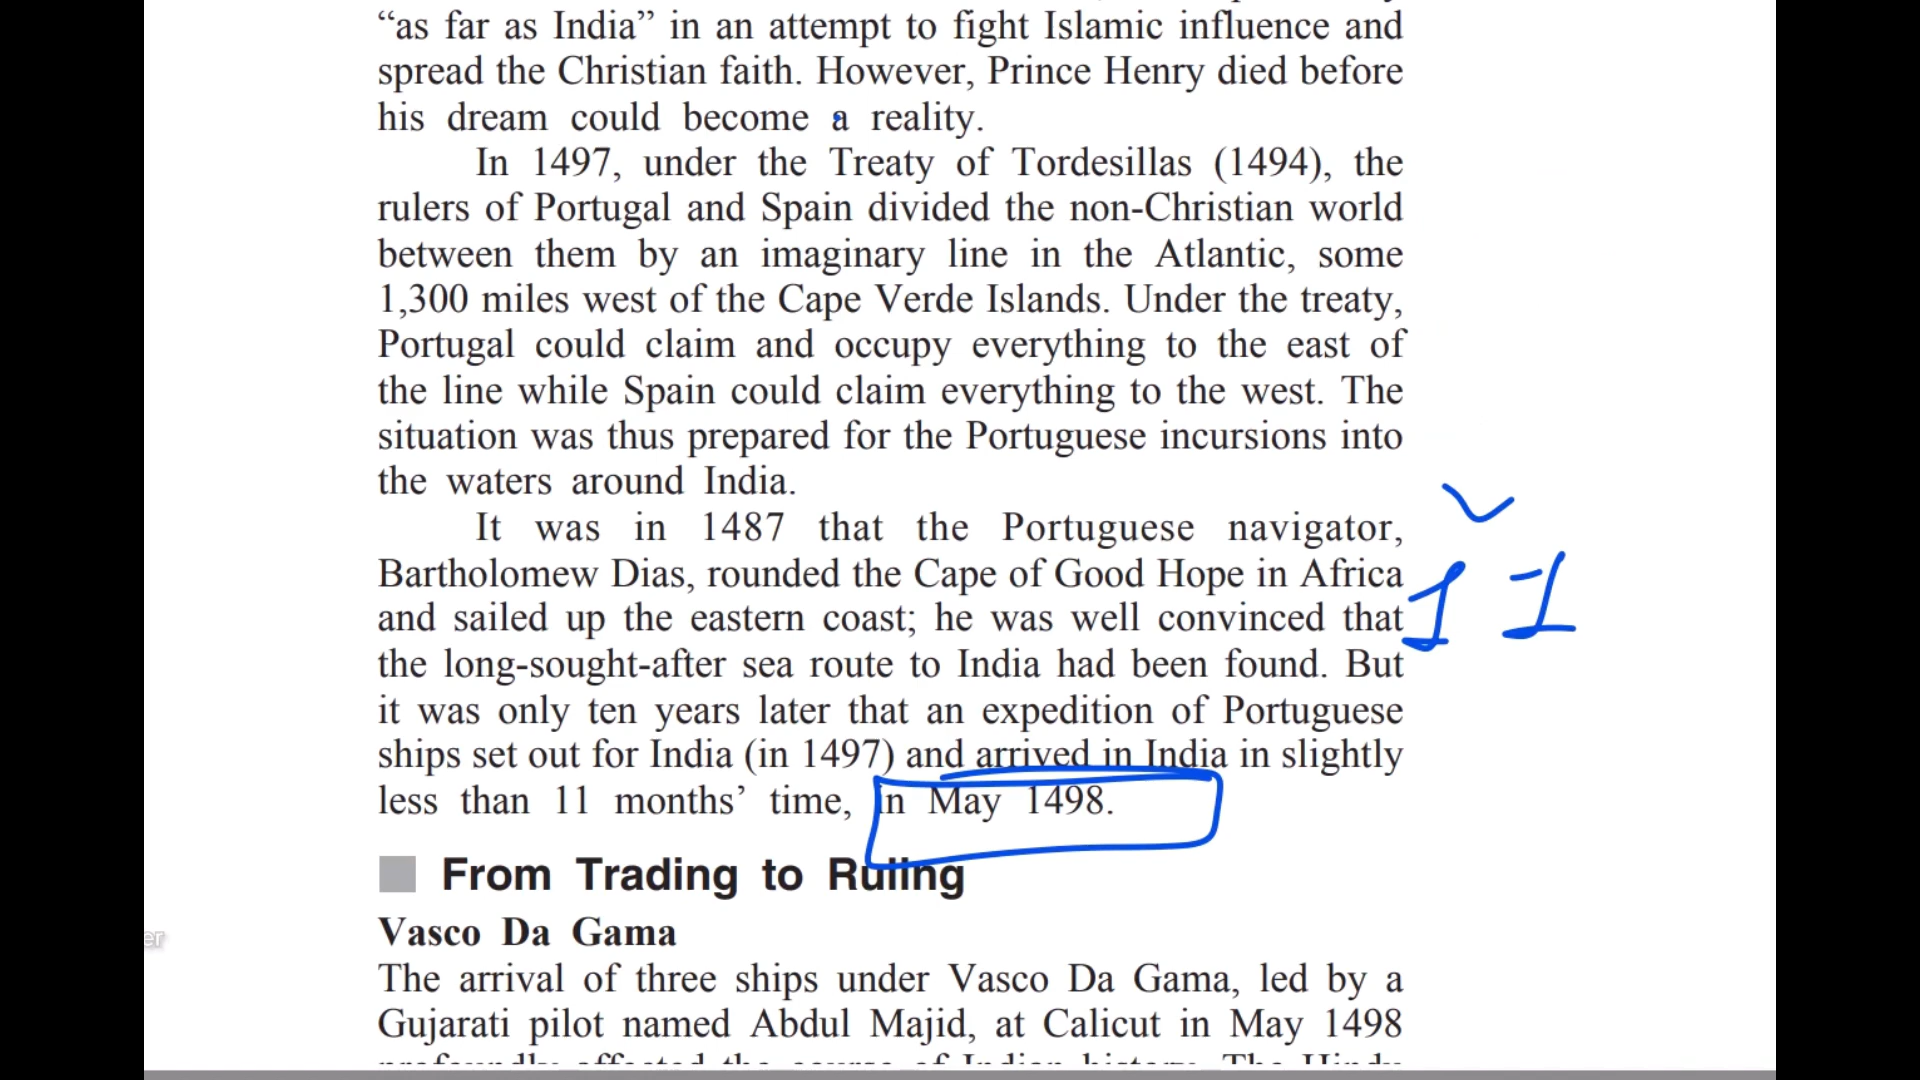 “as far as India” in an attempt to fight Islamic influence and
spread the Christian faith. However, Prince Henry died before
his dream could become a reality.
In 1497, under the Treaty of Tordesillas (1494), the
rulers of Portugal and Spain divided the non-Christian world
between them by an imaginary line in the Atlantic, some
1,300 miles west of the Cape Verde Islands. Under the treaty,
Portugal could claim and occupy everything to the east of
the line while Spain could claim everything to the west. The
situation was thus prepared for the Portuguese incursions into
the waters around India.
It was in 1487 that the Portuguese navigator,
Bartholomew Dias, rounded the Cape of Good Hope in Africa
and sailed up the eastern coast; he was well convinced that
11
the long-sought-after sea route to India had been found. But
it was only ten years later that an expedition of Portuguese
ships set out for India (in 1497) and arrived in India in slightly
less than 11 months’ time, in May 1498.
From Trading to Ruling
Vasco Da Gama
The arrival of three ships under Vasco Da Gama, led by a
Gujarati pilot named Abdul Majid, at Calicut in May 1498